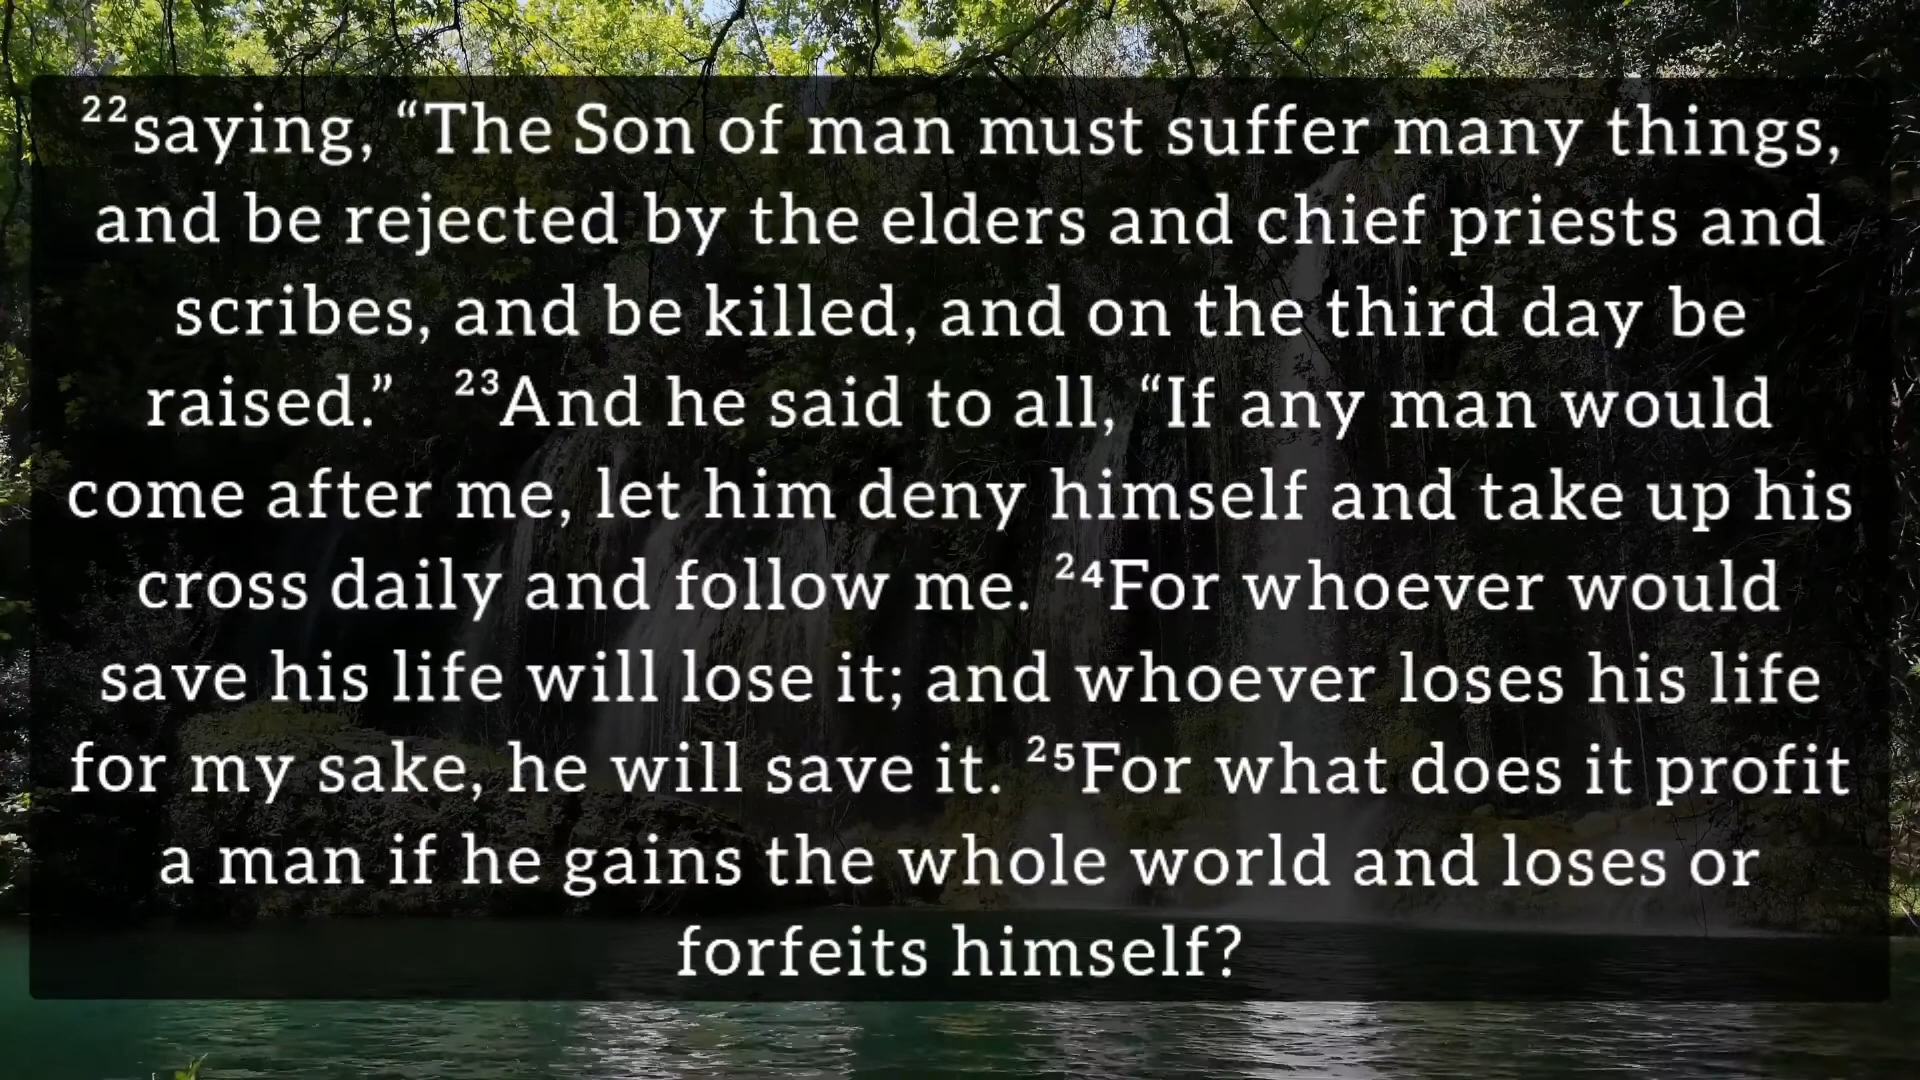 ²²saying, “The Son of man must suffer many things,
and be rejected by the elders and chief priests and
scribes, and be killed, and on the third day be
raised.” ²³And he said to all, “If any man would
come after me, let him deny himself and take up his
cross daily and follow me. ²⁴For whoever would
save his life will lose it; and whoever loses his life
for my sake, he will save it. ²⁵For what does it profit
a man if he gains the whole world and loses or
forfeits himself?